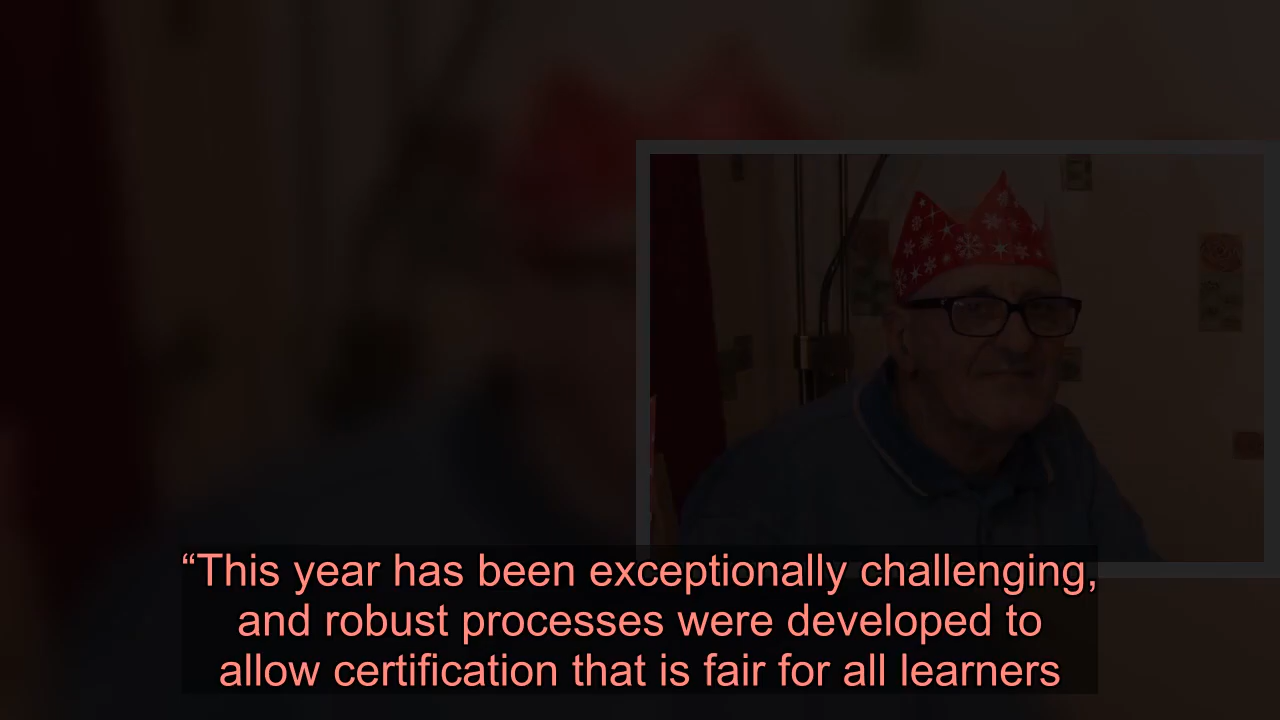 “This year has been exceptionally challenging,
and robust processes were developed to
allow certification that is fair for all learners